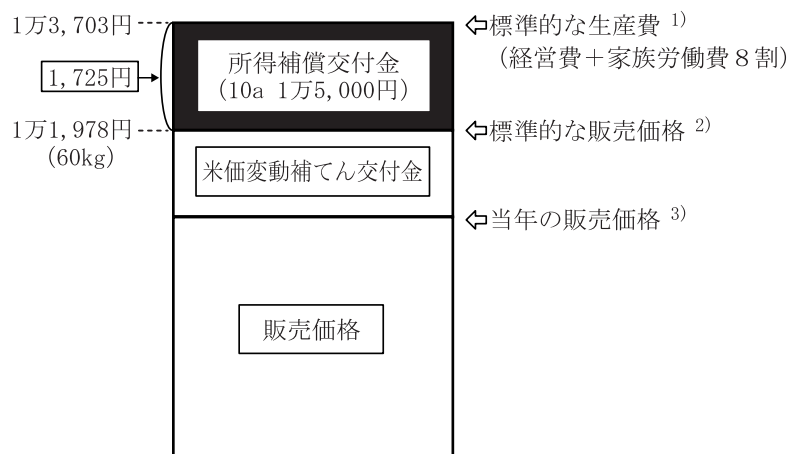 1万3,703円
⇦標準的な生産費 1)
(経営費＋家族労働費８割)
所得補償交付金
(10a 1万5,000円)
1,725円
1万1,978円
(60kg)
⇦標準的な販売価格 2)
米価変動補てん交付金
⇦当年の販売価格 3)
販売価格